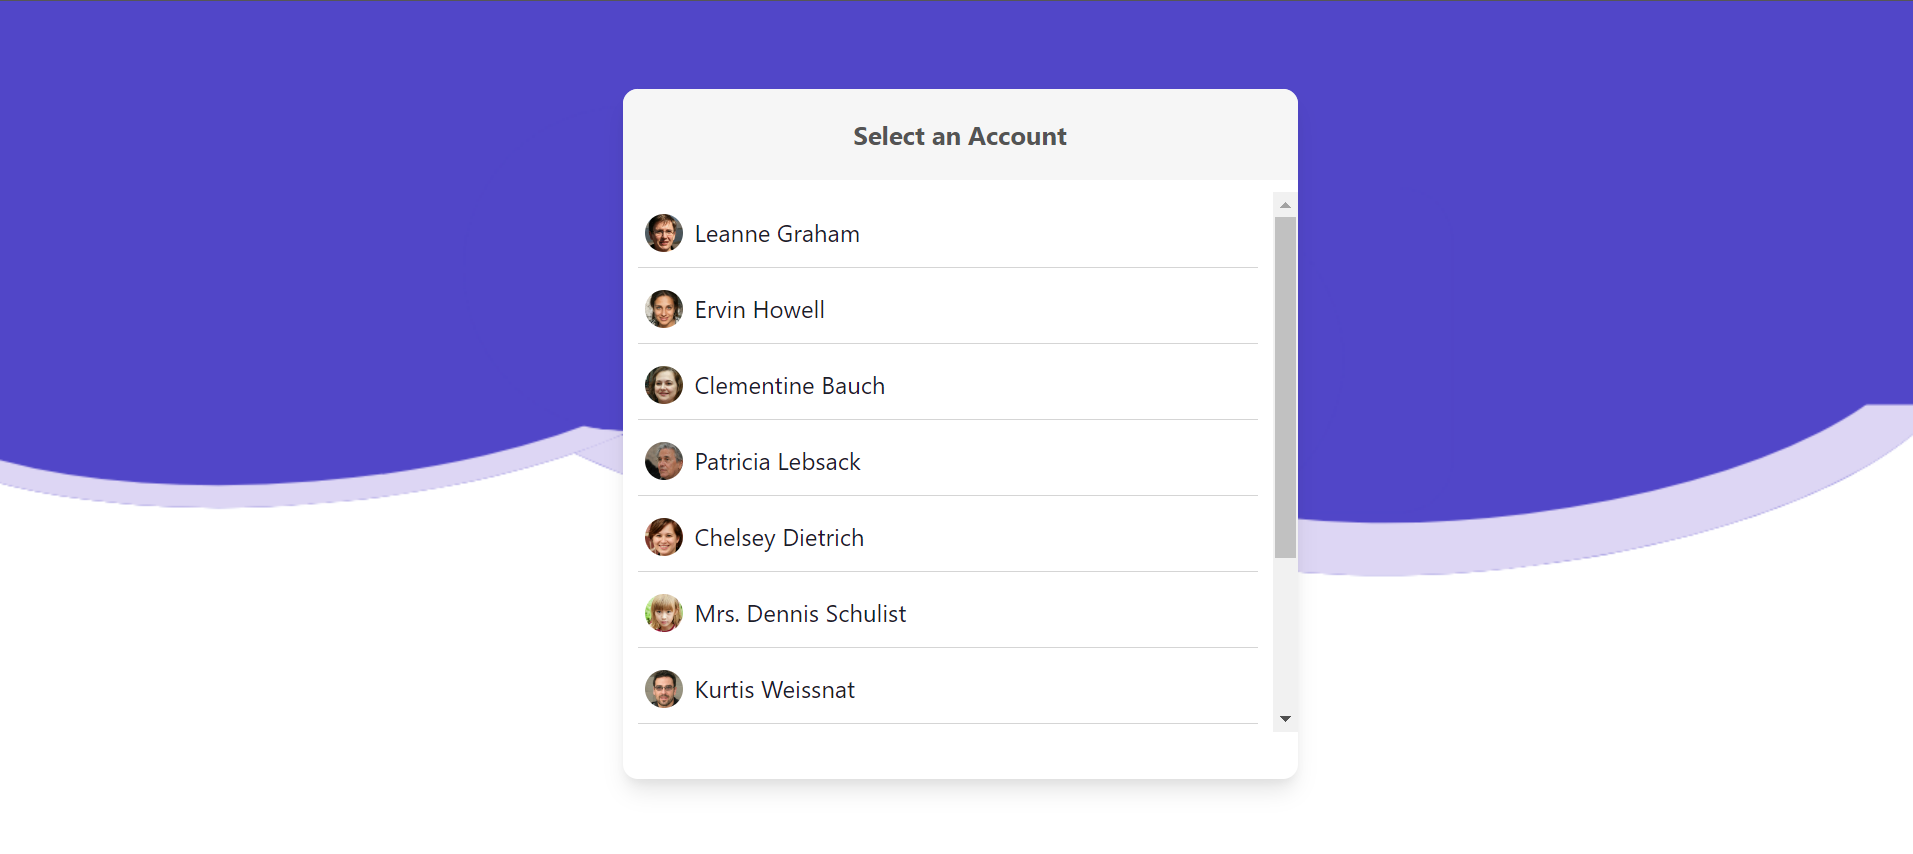 Select an Account
Leanne Graham
Ervin Howell
Clementine Bauch
Patricia Lebsack
Chelsey Dietrich
Mrs. Dennis Schulist
Kurtis Weissnat